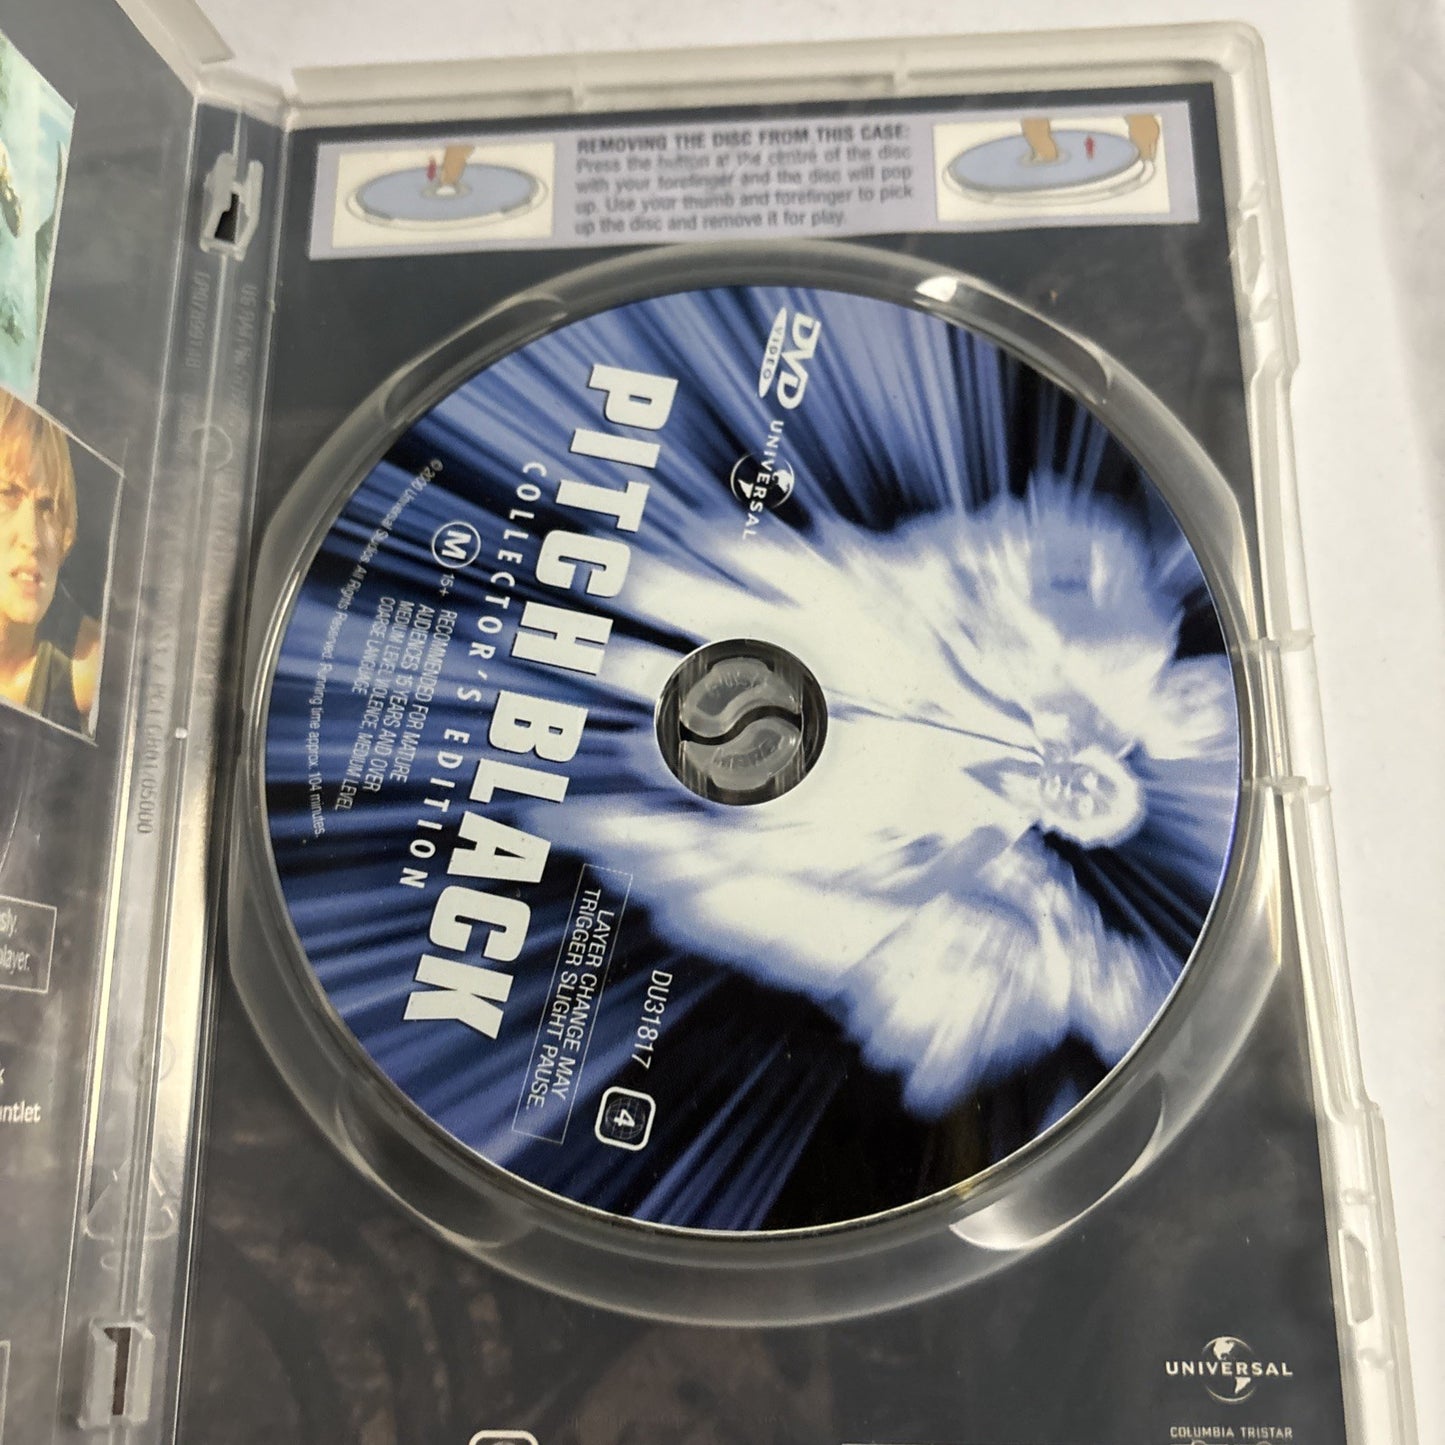 REMOVING THE DISC FROM THIS CASE:
Press the button at the centre of the disc
with your forefinger and the disc will pop
up. Use your thumb and forefinger to pick
up the disc and remove it for play.
DVD
VIDEO
UNIVERSAL
PITCH BLACK
COLLECTOR'S EDITION
M 15+
RECOMMENDED FOR MATURE
AUDIENCES 15 YEARS AND OVER
MEDIUM LEVEL VIOLENCE, MEDIUM LEVEL
COARSE LANGUAGE
© 2000 Universal Studios. All Rights Reserved. Running time approx. 104 minutes.
LAYER CHANGE MAY
TRIGGER SLIGHT PAUSE.
DU31817
4
player.
UNIVERSAL
COLUMBIA TRISTAR